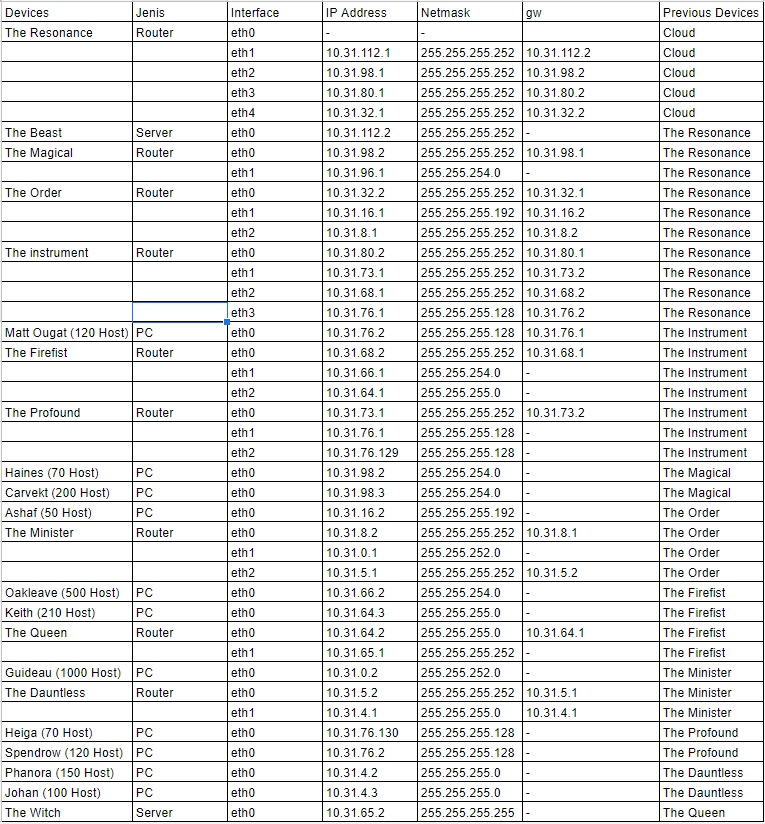 Devices Jenis Interface IP Address Netmask gw Previous Devices
The Resonance Router eth0 - - Cloud
eth1 10.31.112.1 255.255.255.252 10.31.112.2 Cloud
eth2 10.31.98.1 255.255.255.252 10.31.98.2 Cloud
eth3 10.31.80.1 255.255.255.252 10.31.80.2 Cloud
eth4 10.31.32.1 255.255.255.252 10.31.32.2 Cloud
The Beast Server eth0 10.31.112.2 255.255.255.252 - The Resonance
The Magical Router eth0 10.31.98.2 255.255.255.252 10.31.98.1 The Resonance
eth1 10.31.96.1 255.255.254.0 - The Resonance
The Order Router eth0 10.31.32.2 255.255.255.252 10.31.32.1 The Resonance
eth1 10.31.16.1 255.255.255.192 10.31.16.2 The Resonance
eth2 10.31.8.1 255.255.255.252 10.31.8.2 The Resonance
The instrument Router eth0 10.31.80.2 255.255.255.252 10.31.80.1 The Resonance
eth1 10.31.73.1 255.255.255.252 10.31.73.2 The Resonance
eth2 10.31.68.1 255.255.255.252 10.31.68.2 The Resonance
eth3 10.31.76.1 255.255.255.128 10.31.76.2 The Resonance
Matt Ougat (120 Host) PC eth0 10.31.76.2 255.255.255.128 10.31.76.1 The Instrument
The Firefist Router eth0 10.31.68.2 255.255.255.252 10.31.68.1 The Instrument
eth1 10.31.66.1 255.255.254.0 - The Instrument
eth2 10.31.64.1 255.255.255.0 - The Instrument
The Profound Router eth0 10.31.73.1 255.255.255.252 10.31.73.2 The Instrument
eth1 10.31.76.1 255.255.255.128 - The Instrument
eth2 10.31.76.129 255.255.255.128 - The Instrument
Haines (70 Host) PC eth0 10.31.98.2 255.255.254.0 - The Magical
Carvekt (200 Host) PC eth0 10.31.98.3 255.255.254.0 - The Magical
Ashaf (50 Host) PC eth0 10.31.16.2 255.255.255.192 - The Order
The Minister Router eth0 10.31.8.2 255.255.255.252 10.31.8.1 The Order
eth1 10.31.0.1 255.255.252.0 - The Order
eth2 10.31.5.1 255.255.255.252 10.31.5.2 The Order
Oakleave (500 Host) PC eth0 10.31.66.2 255.255.254.0 - The Firefist
Keith (210 Host) PC eth0 10.31.64.3 255.255.255.0 - The Firefist
The Queen Router eth0 10.31.64.2 255.255.255.0 10.31.64.1 The Firefist
eth1 10.31.65.1 255.255.255.252 - The Firefist
Guideau (1000 Host) PC eth0 10.31.0.2 255.255.252.0 - The Minister
The Dauntless Router eth0 10.31.5.2 255.255.255.252 10.31.5.1 The Minister
eth1 10.31.4.1 255.255.255.0 10.31.4.1 The Minister
Heiga (70 Host) PC eth0 10.31.76.130 255.255.255.128 - The Profound
Spendrow (120 Host) PC eth0 10.31.76.2 255.255.255.128 - The Profound
Phanora (150 Host) PC eth0 10.31.4.2 255.255.255.0 - The Dauntless
Johan (100 Host) PC eth0 10.31.4.3 255.255.255.0 - The Dauntless
The Witch Server eth0 10.31.65.2 255.255.255.255 - The Queen